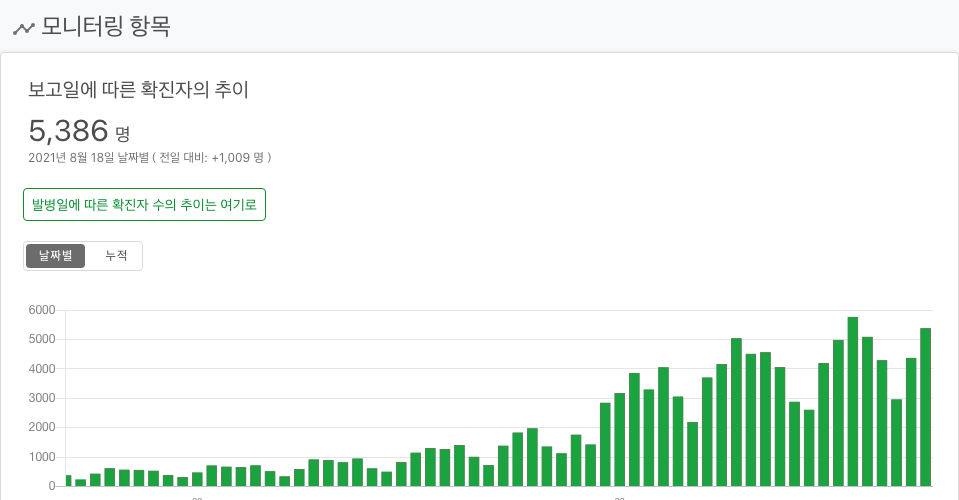 모니터링 항목
보고일에 따른 확진자의 추이
5,386 명
2021년 8월 18일 날짜별 ( 전일 대비: +1,009 명 )
발병일에 따른 확진자 수의 추이는 여기로
날짜별 누적
6000
5000
4000
3000
2000
1000
0